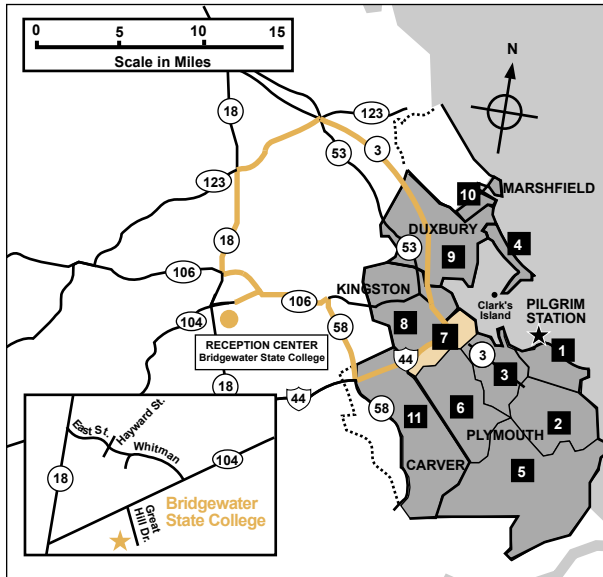 0 5 10 15
Scale in Miles
N
18
123
3
53
123
MARSHFIELD
10
DUXBURY
18
53
4
9
106
KINGSTON
Clark's
Island
106
PILGRIM
STATION
104
58
8
7
RECEPTION CENTER
Bridgewater State College
3
1
44
3
18
44
58
11
6
2
PLYMOUTH
CARVER
5
East St.
Hayward St.
Whitman
104
18
Bridgewater
State College
Great
Hill Dr.